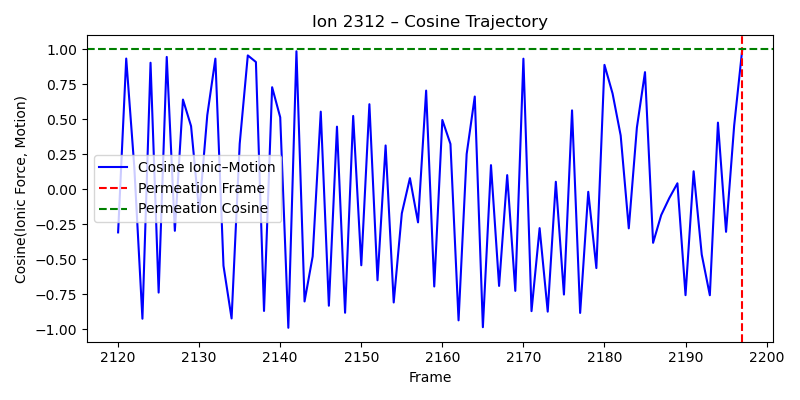 Ion 2312 – Cosine Trajectory
Cosine(Ionic Force, Motion)
1.00
0.75
0.50
0.25
0.00
−0.25
−0.50
−0.75
−1.00
Cosine Ionic–Motion
Permeation Frame
Permeation Cosine
2120 2130 2140 2150 2160 2170 2180 2190 2200
Frame